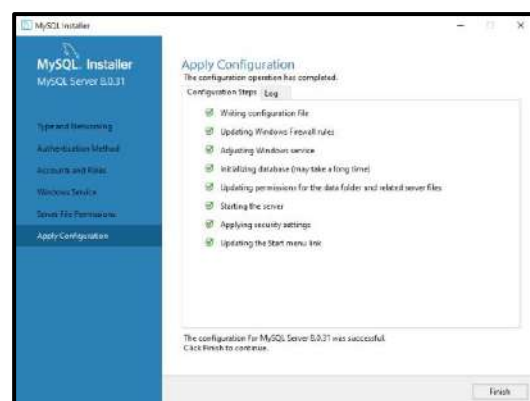 MySQL Installer
MySQL. Installer
MySQL Server 8.0.31
Type and Networking
Authentication Method
Accounts and Roles
Windows Service
Server File Permissions
Apply Configuration
Apply Configuration
The configuration operation has completed.
Configuration Steps Log
Writing configuration file
Updating Windows Firewall rules
Adjusting Windows service
Initializing database (may take a long time)
Updating permissions for the data folder and related server files
Starting the server
Applying security settings
Updating the Start menu link
The configuration for MySQL Server 8.0.31 was successful.
Click Finish to continue.
Finish